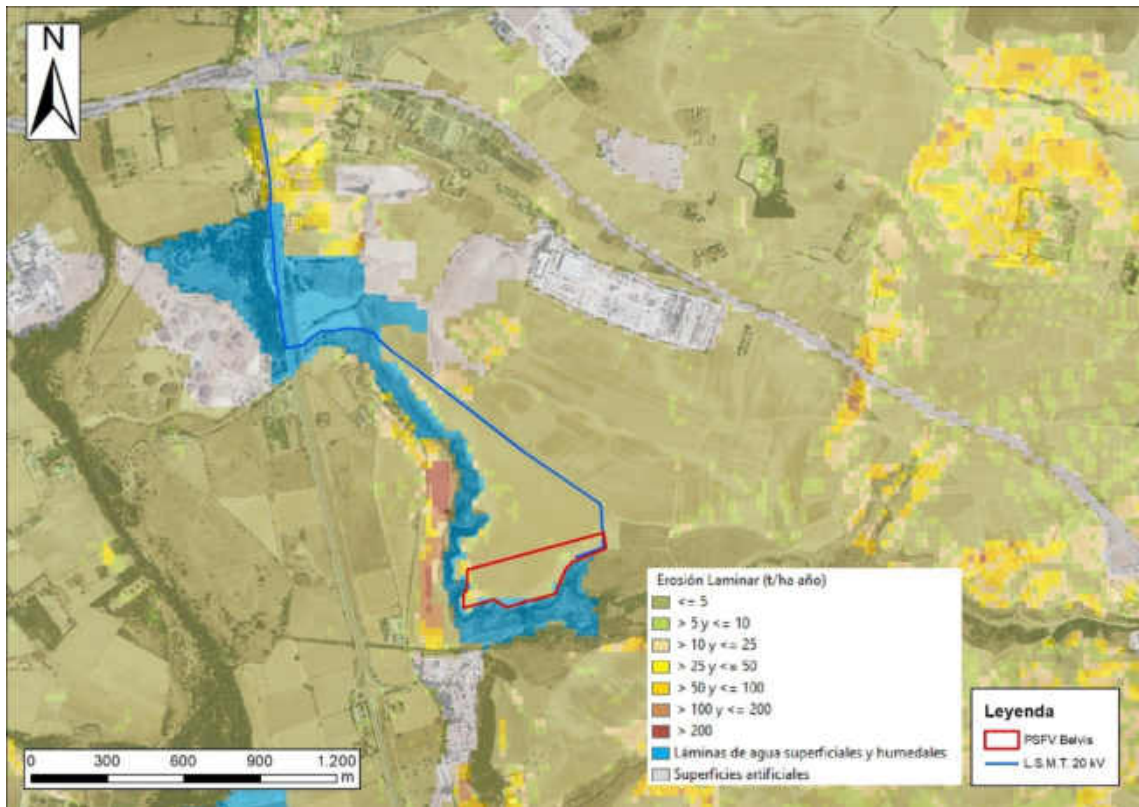 N
Erosión Laminar (t/ha año)
<= 5
> 5 y <= 10
> 10 y <= 25
> 25 y <= 50
> 50 y <= 100
> 100 y <= 200
> 200
Láminas de agua superficiales y humedales
Superficies artificiales
Leyenda
PSFV Belvis
L.S.M.T. 20 kV
0 300 600 900 1.200
m